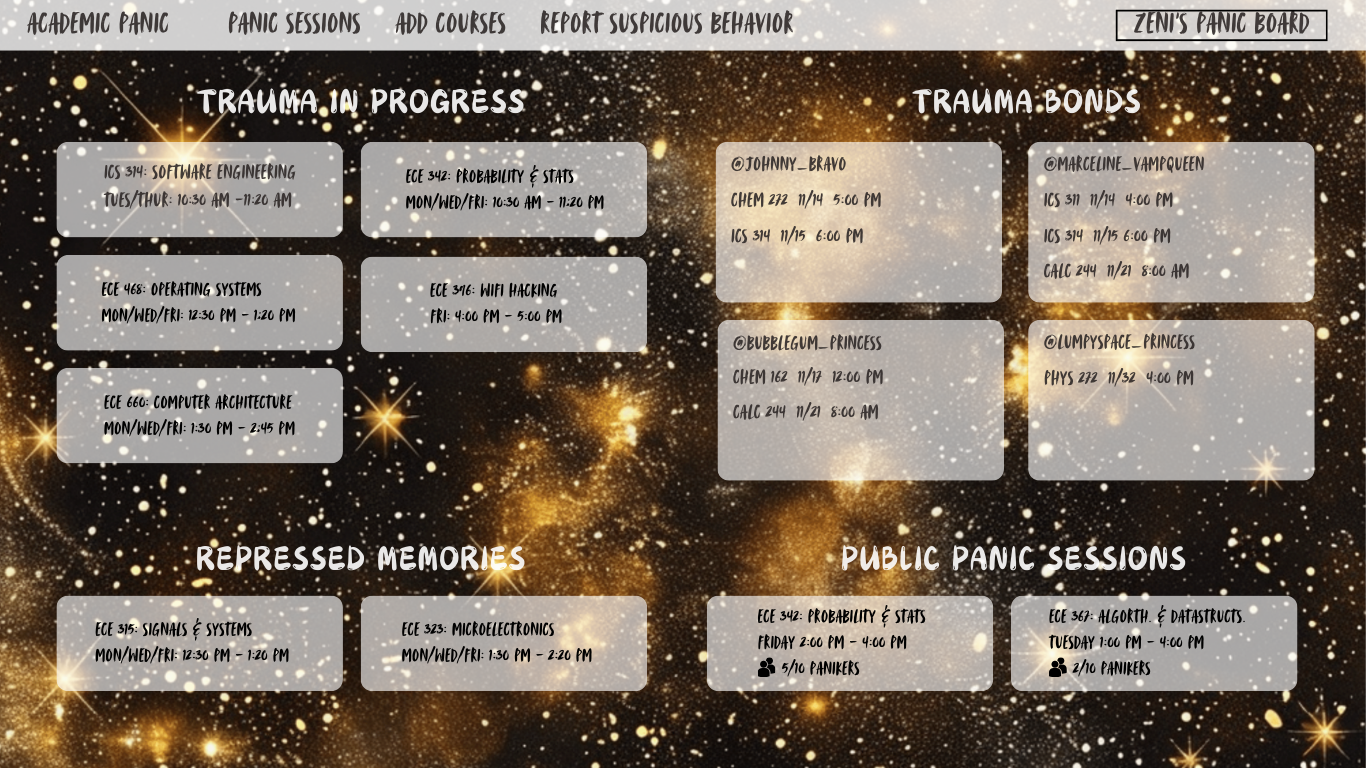 ACADEMIC PANIC
PANIC SESSIONS
ADD COURSES
REPORT SUSPICIOUS BEHAVIOR
ZENI'S PANIC BOARD
TRAUMA IN PROGRESS
ICS 314: SOFTWARE ENGINEERING
TUES/THUR: 10:30 AM -11:20 AM
ECE 342: PROBABILITY & STATS
MON/WED/FRI: 10:30 AM - 11:20 PM
ECE 468: OPERATING SYSTEMS
MON/WED/FRI: 12:30 PM - 1:20 PM
ECE 396: WIFI HACKING
FRI: 4:00 PM - 5:00 PM
ECE 660: COMPUTER ARCHITECTURE
MON/WED/FRI: 1:30 PM - 2:45 PM
TRAUMA BONDS
@JOHNNY_BRAVO
CHEM 272 11/14 5:00 PM
ICS 314 11/15 6:00 PM
@MARCELINE_VAMPQUEEN
ICS 311 11/14 4:00 PM
ICS 314 11/15 6:00 PM
CALC 244 11/21 8:00 AM
@BUBBLEGUM_PRINCESS
CHEM 162 11/17 12:00 PM
CALC 244 11/21 8:00 AM
@LUMPYSPACE_PRINCESS
PHYS 272 11/32 4:00 PM
REPRESSED MEMORIES
ECE 315: SIGNALS & SYSTEMS
MON/WED/FRI: 12:30 PM - 1:20 PM
ECE 323: MICROELECTRONICS
MON/WED/FRI: 1:30 PM - 2:20 PM
PUBLIC PANIC SESSIONS
ECE 342: PROBABILITY & STATS
FRIDAY 2:00 PM - 4:00 PM
5/10 PANIKERS
ECE 367: ALGORTH. & DATASTRUCTS.
TUESDAY 1:00 PM - 4:00 PM
2/10 PANIKERS